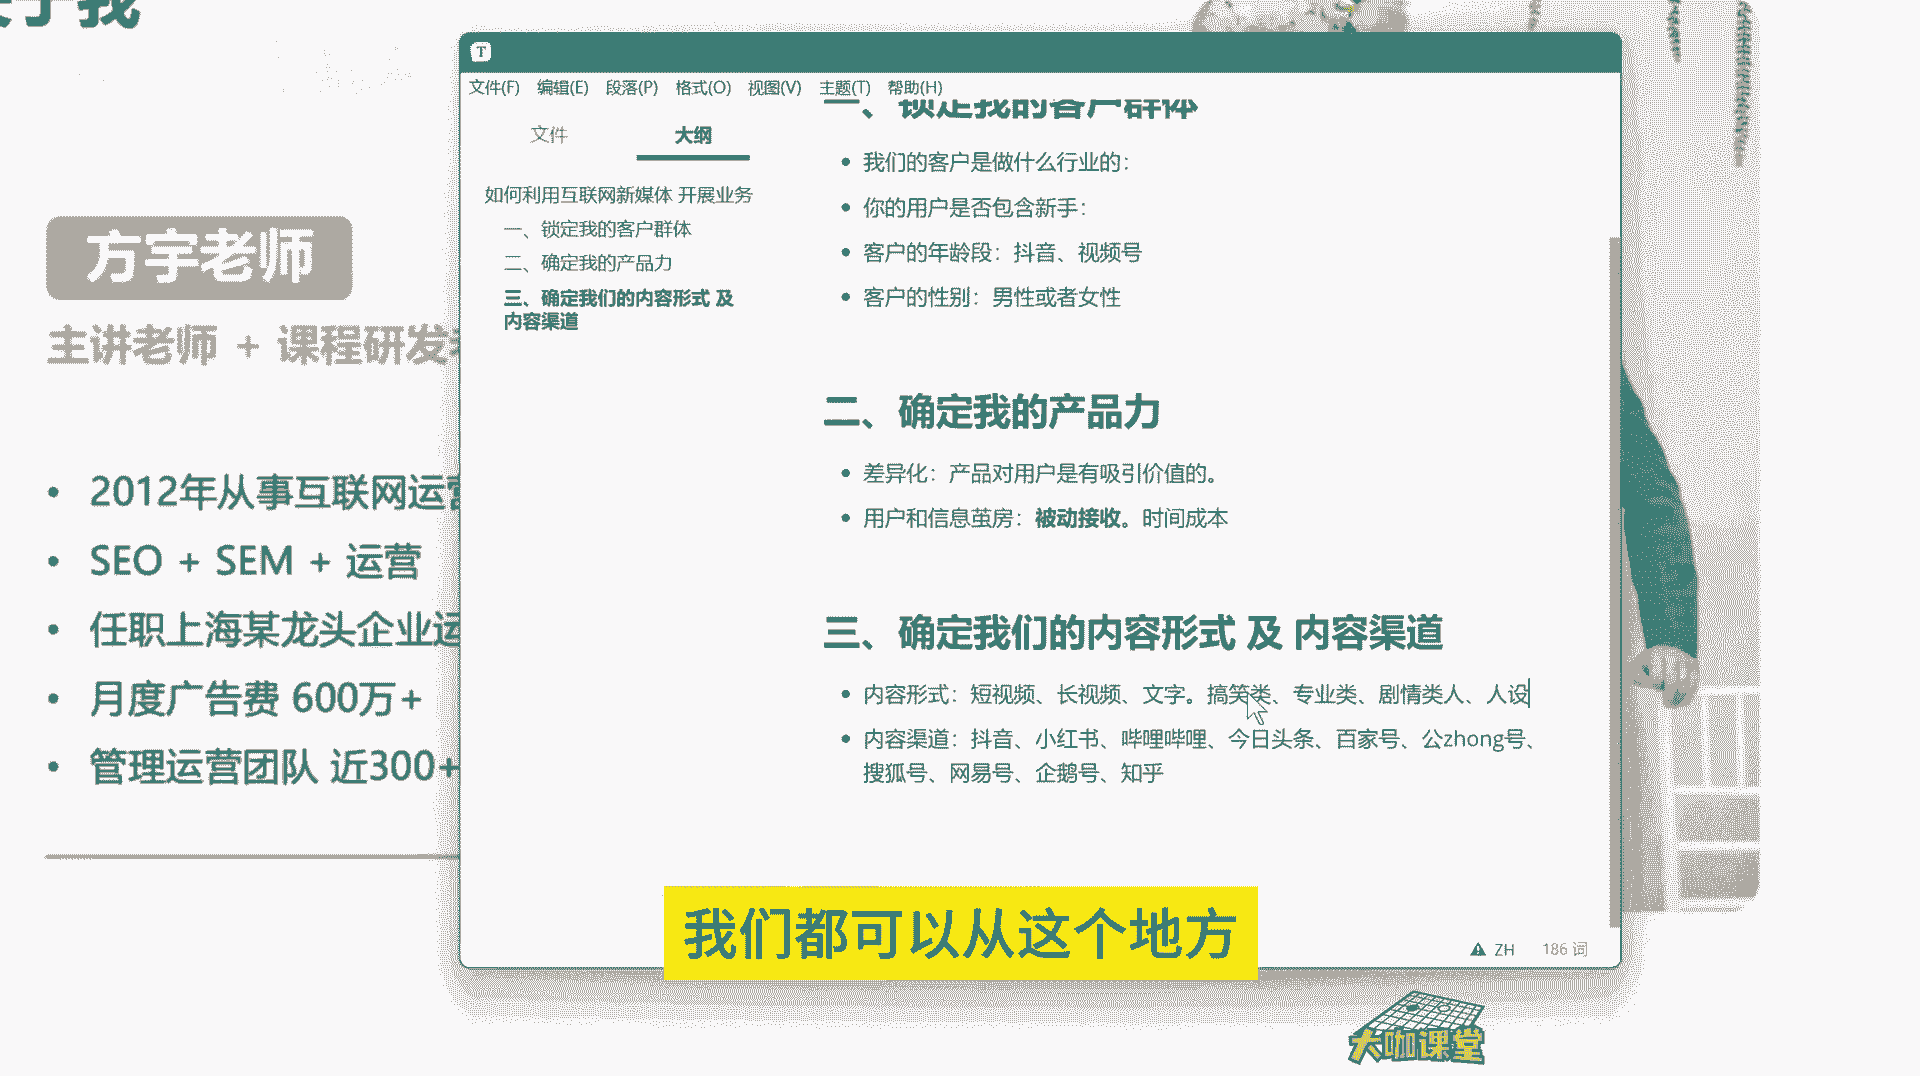 于我
方宇老师
主讲老师 + 课程研发
2012年从事互联网运营
SEO + SEM + 运营
任职上海某龙头企业运
月度广告费 600万+
管理运营团队 近300+
T
文件(F) 编辑(E) 段落(P) 格式(O) 视图(V) 主题(T) 帮助(H)
文件 大纲
如何利用互联网新媒体 开展业务
一、锁定我的客户群体
二、确定我的产品力
三、确定我们的内容形式 及
内容渠道
一、锁定我的客户群体
我们的客户是做什么行业的：
你的用户是否包含新手：
客户的年龄段：抖音、视频号
客户的性别：男性或者女性
二、确定我的产品力
差异化：产品对用户是有吸引价值的。
用户和信息茧房：被动接收。时间成本
三、确定我们的内容形式 及 内容渠道
内容形式：短视频、长视频、文字。搞笑类、专业类、剧情类人、人设
内容渠道：抖音、小红书、哔哩哔哩、今日头条、百家号、公zhong号、
搜狐号、网易号、企鹅号、知乎
ZH 186 词
我们都可以从这个地方
大咖课堂